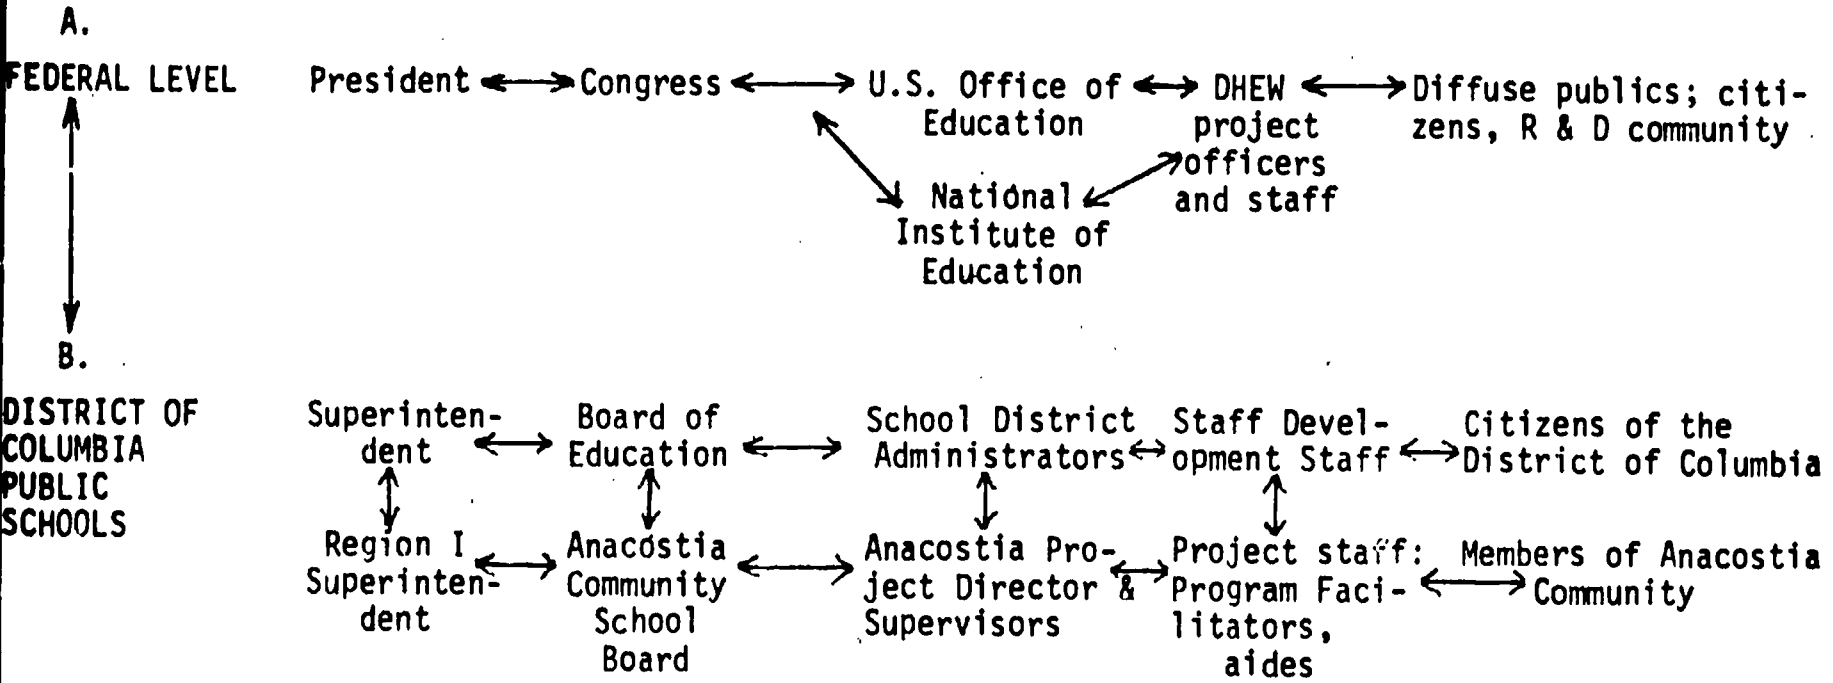 A.
FEDERAL LEVEL
President
Congress
U.S. Office of
Education
DHEW
project
officers
and staff
Diffuse publics; citi-
zens, R & D community
National
Institute of
Education
B.
DISTRICT OF
COLUMBIA
PUBLIC
SCHOOLS
Superinten-
dent
Board of
Education
School District
Administrators
Staff Devel-
opment Staff
Citizens of the
District of Columbia
Region I
Superinten-
dent
Anacostia
Community
School
Board
Anacostia Pro-
ject Director &
Supervisors
Project staff:
Program Faci-
litators,
aides
Members of Anacostia
Community